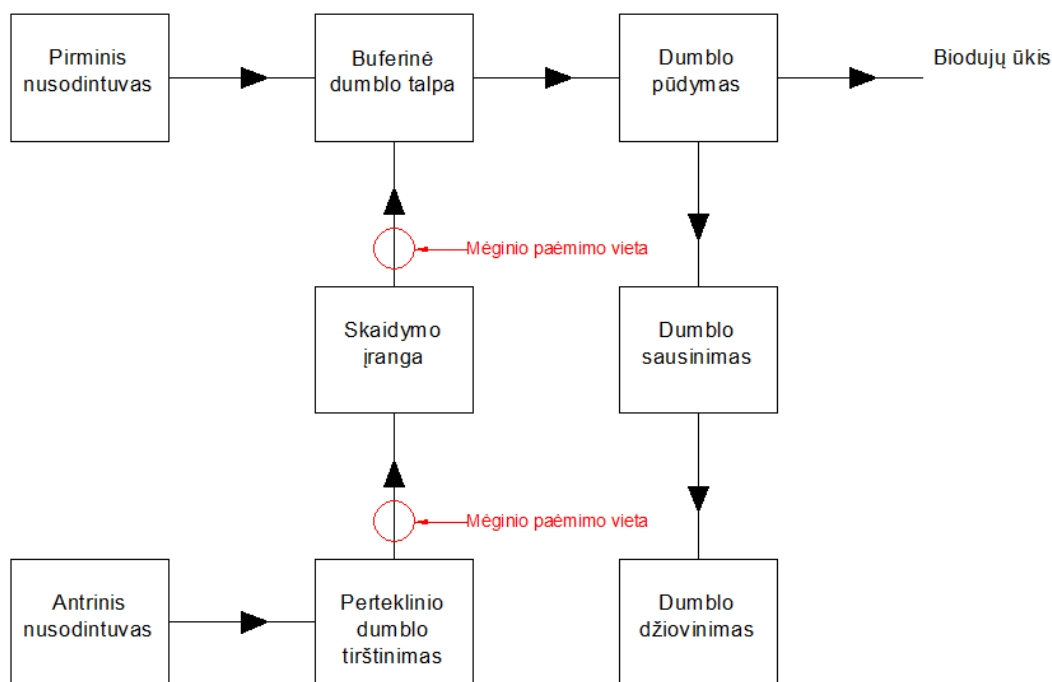 Pirminis
nusodintuvas
Buferinė
dumblo talpa
Dumblo
pūdymas
Biodujų ūkis
Mėginio paėmimo vieta
Skaidymo
įranga
Dumblo
sausinimas
Mėginio paėmimo vieta
Antrinis
nusodintuvas
Perteklinio
dumblo
tirštinimas
Dumblo
džiovinimas